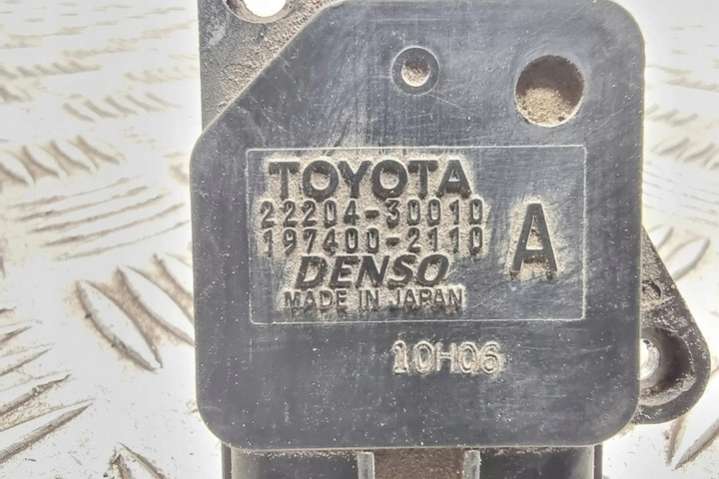 TOYOTA
22204-30010
197400-2110
A
DENSO
MADE IN JAPAN
10H06